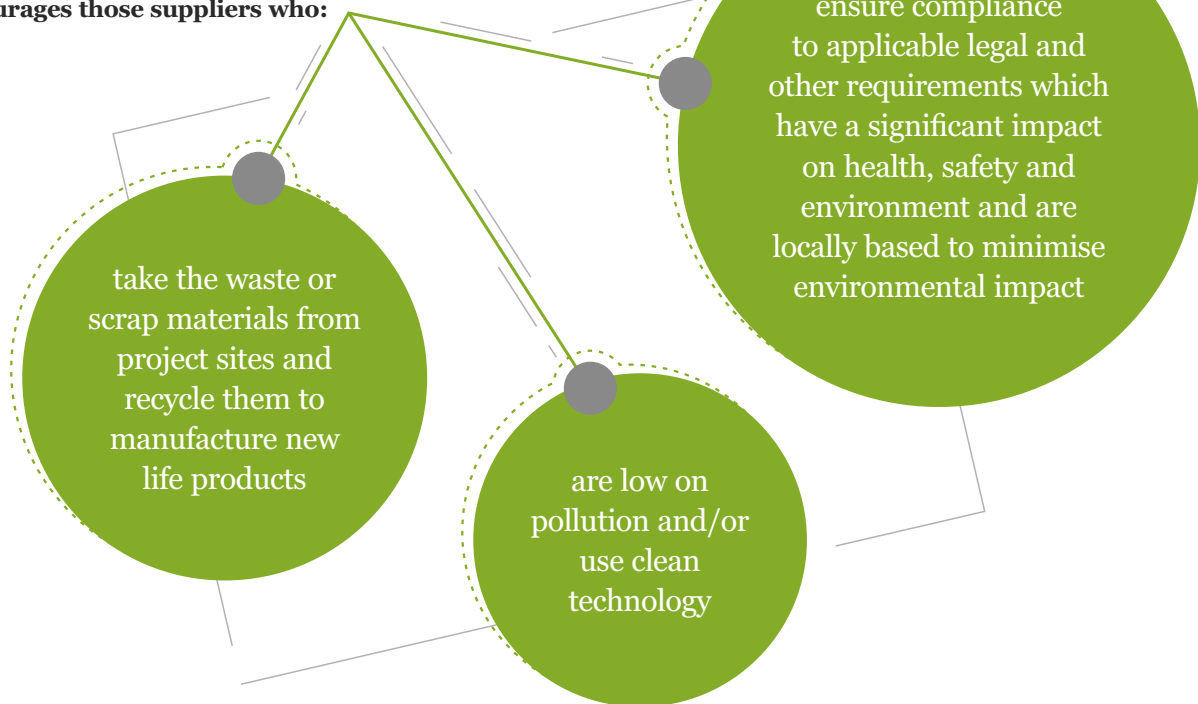 urages those suppliers who:
take the waste or
scrap materials from
project sites and
recycle them to
manufacture new
life products
are low on
pollution and/or
use clean
technology
ensure compliance
to applicable legal and
other requirements which
have a significant impact
on health, safety and
environment and are
locally based to minimise
environmental impact